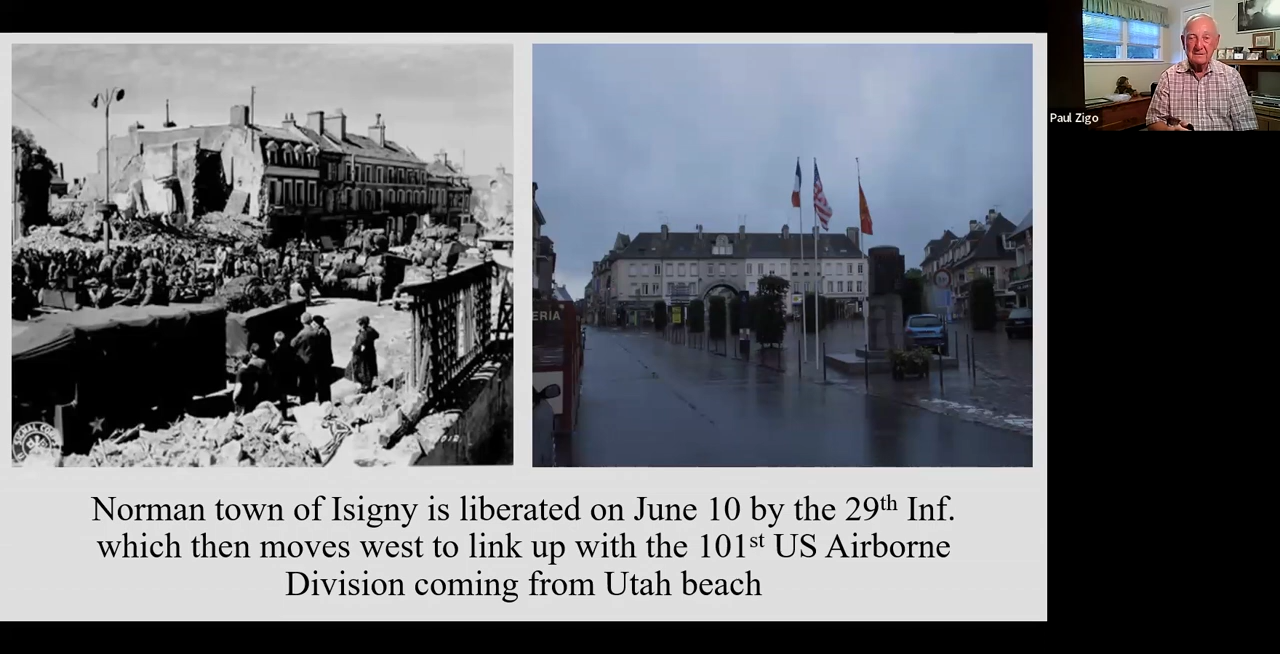 Norman town of Isigny is liberated on June 10 by the 29th Inf.
which then moves west to link up with the 101st US Airborne
Division coming from Utah beach
Paul Zigo
ERIA
SIGNAL CORPS